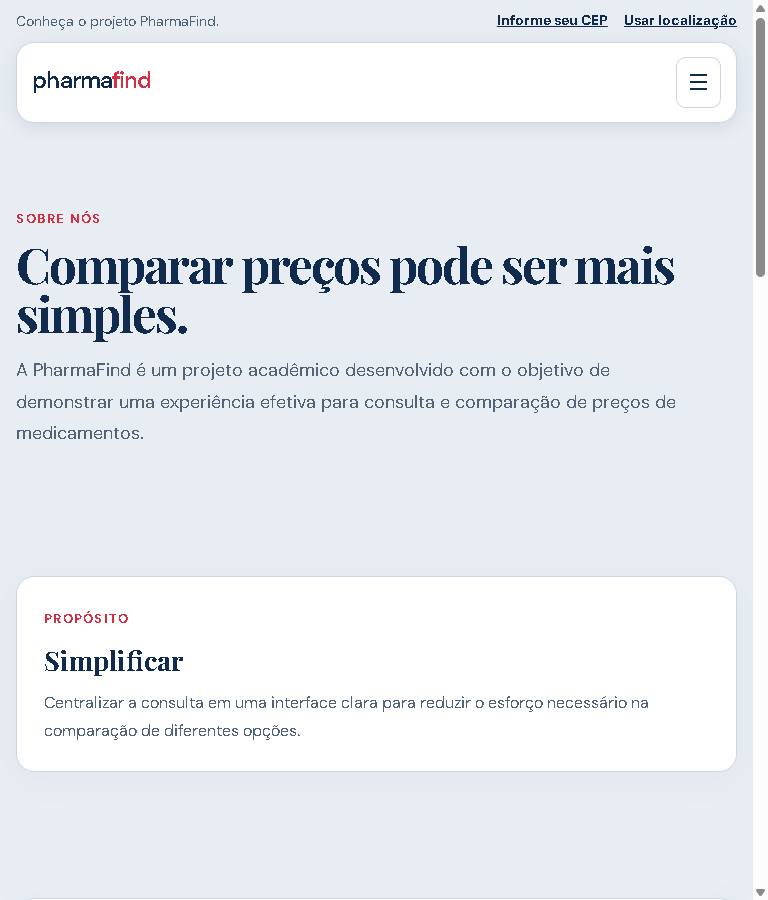 Conheça o projeto PharmaFind.
Informe seu CEP Usar localização
pharmafind
SOBRE NÓS
Comparar preços pode ser mais
simples.
A PharmaFind é um projeto acadêmico desenvolvido com o objetivo de
demonstrar uma experiência efetiva para consulta e comparação de preços de
medicamentos.
PROPÓSITO
Simplificar
Centralizar a consulta em uma interface clara para reduzir o esforço necessário na
comparação de diferentes opções.